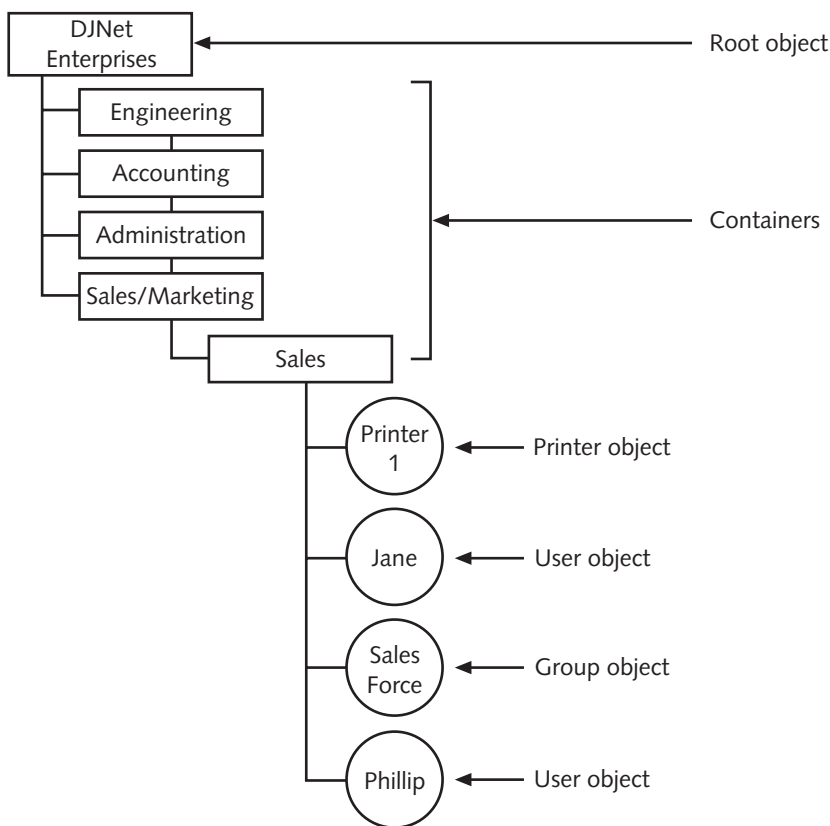 DJNet
Enterprises
Root object
Engineering
Accounting
Administration
Containers
Sales/Marketing
Sales
Printer
1
Printer object
Jane
User object
Sales
Force
Group object
Phillip
User object